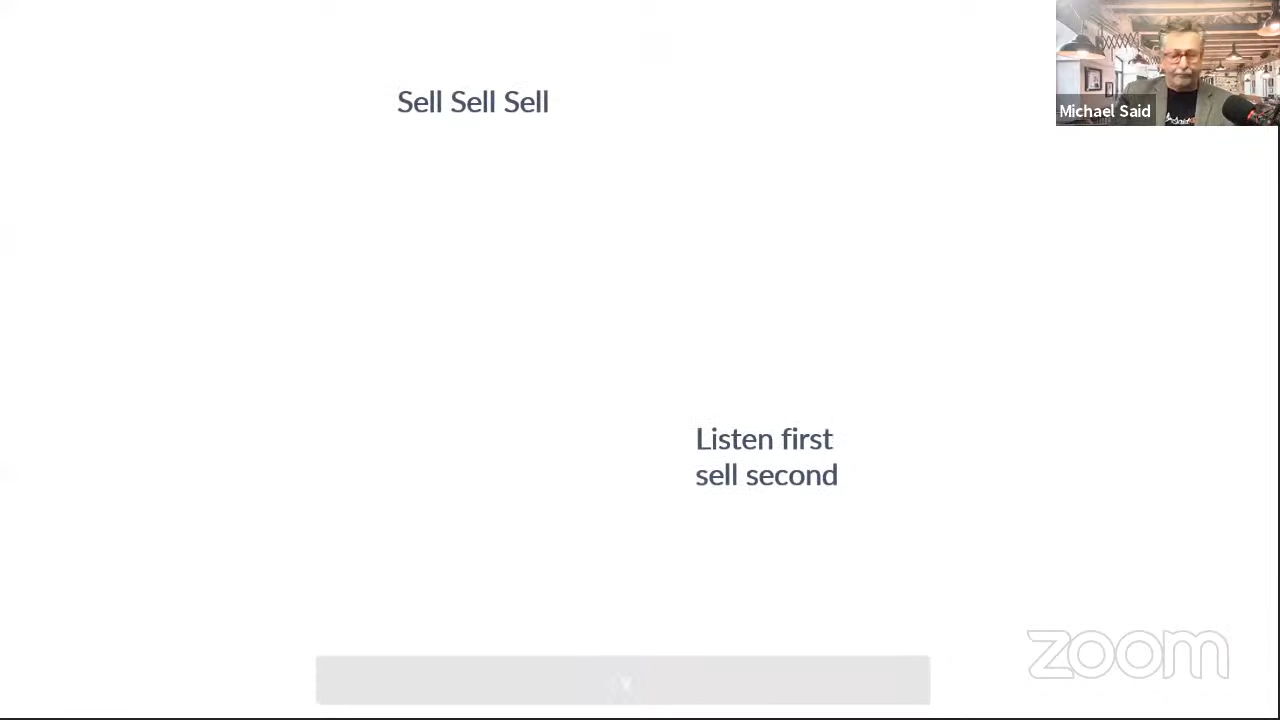 Sell Sell Sell
Michael Said
Listen first
sell second
zoom